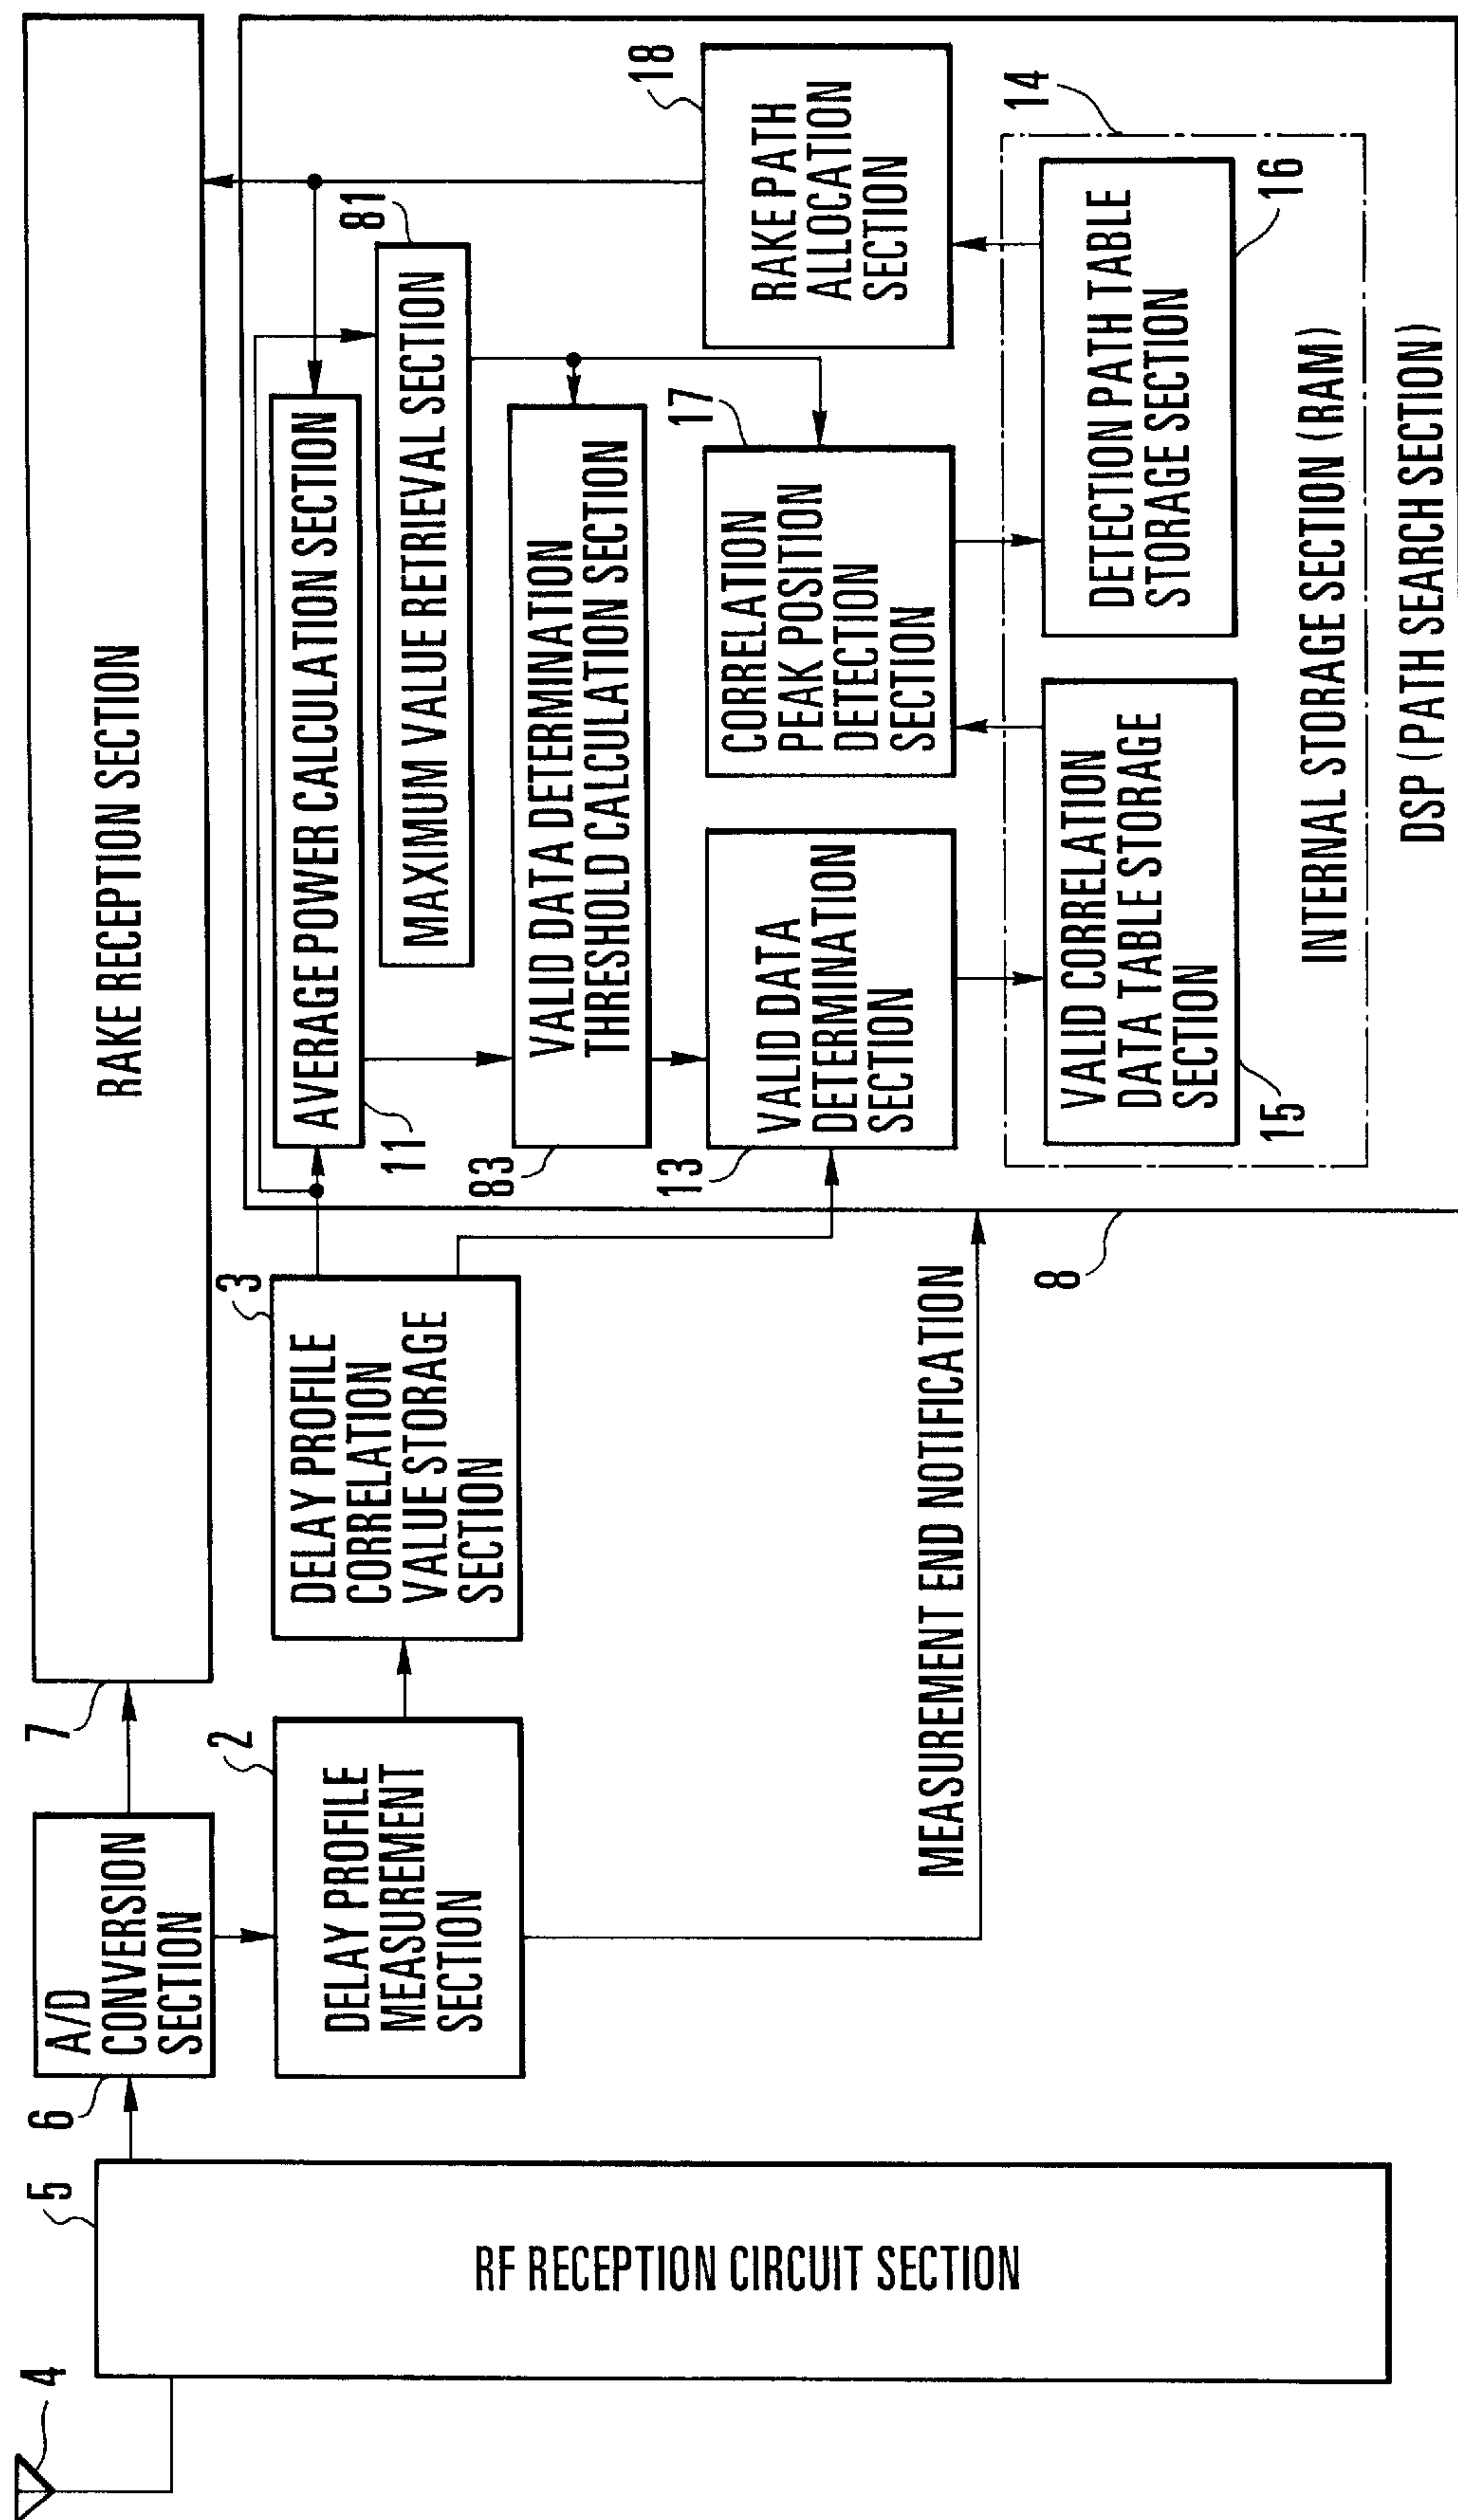 4
5
RF RECEPTION CIRCUIT SECTION
6
A/D
CONVERSION
SECTION
7
RAKE RECEPTION SECTION
2
DELAY PROFILE
MEASUREMENT
SECTION
3
DELAY PROFILE
CORRELATION
VALUE STORAGE
SECTION
MEASUREMENT END NOTIFICATION
8
11
AVERAGE POWER CALCULATION SECTION
81
MAXIMUM VALUE RETRIEVAL SECTION
83
VALID DATA DETERMINATION
THRESHOLD CALCULATION SECTION
13
VALID DATA
DETERMINATION
SECTION
17
CORRELATION
PEAK POSITION
DETECTION
SECTION
18
RAKE PATH
ALLOCATION
SECTION
14
15
VALID CORRELATION
DATA TABLE STORAGE
SECTION
16
DETECTION PATH TABLE
STORAGE SECTION
INTERNAL STORAGE SECTION (RAM)
DSP (PATH SEARCH SECTION)